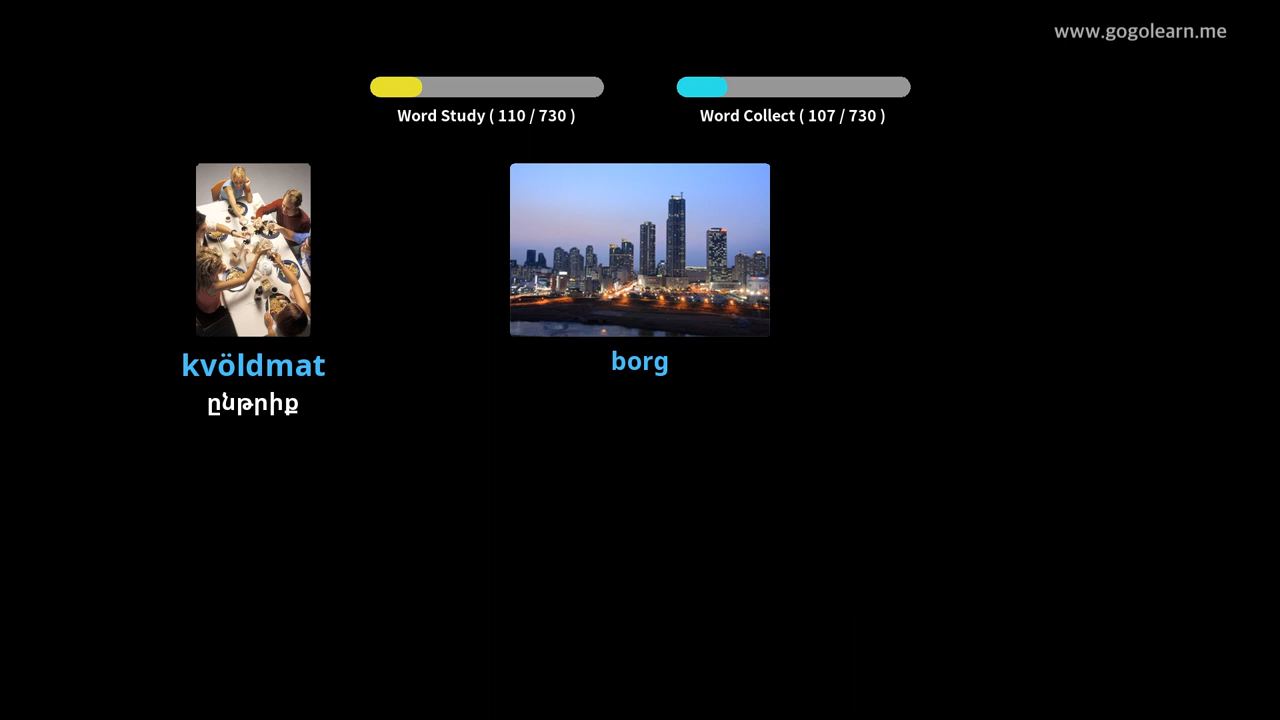 www.gogolearn.me
Word Study ( 110 / 730 )
Word Collect ( 107 / 730 )
kvöldmat
ընթրիք
borg